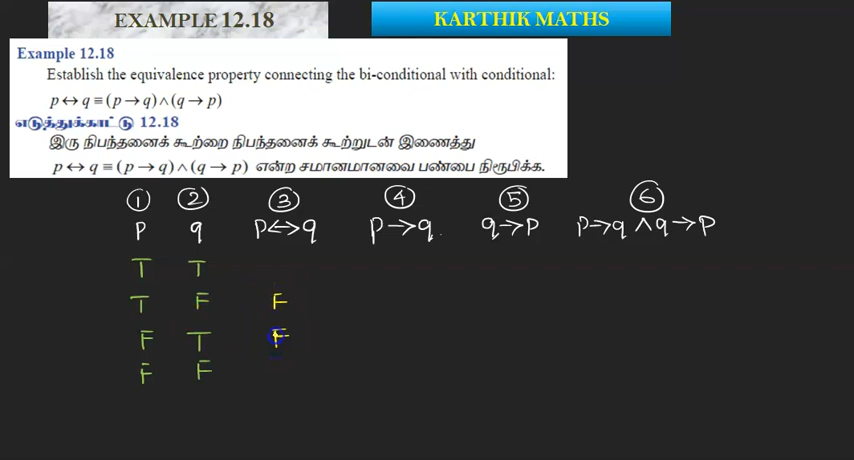 EXAMPLE 12.18
KARTHIK MATHS
Example 12.18
Establish the equivalence property connecting the bi-conditional with conditional:
p ↔ q ≡ (p → q) ∧ (q → p)
எடுத்துக்காட்டு 12.18
இரு நிபந்தனைக் கூற்றை நிபந்தனைக் கூற்றுடன் இணைத்து
p ↔ q ≡ (p → q) ∧ (q → p) என்ற சமானமானவை பண்பை நிரூபிக்க.
① ② ③ ④ ⑤ ⑥
p q p↔q p→q. q→p p→q ∧ q→p
T T
T F F
F T F
F F